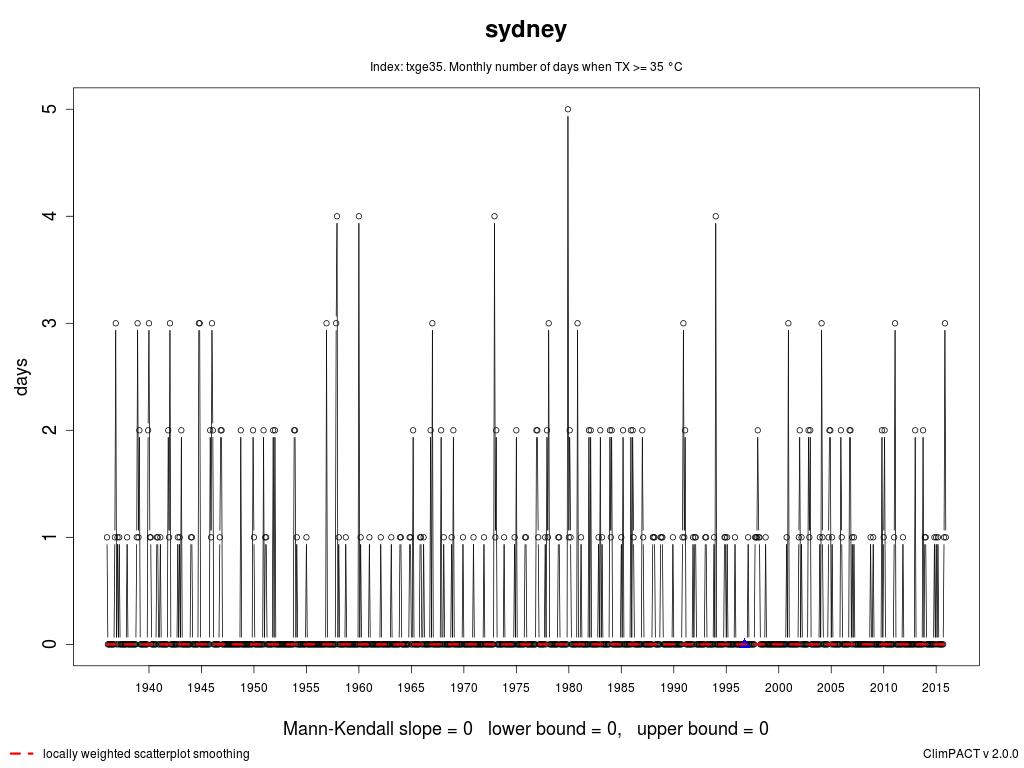 sydney
Index: txge35. Monthly number of days when TX >= 35 °C
days
5
4
3
2
1
0
1940 1945 1950 1955 1960 1965 1970 1975 1980 1985 1990 1995 2000 2005 2010 2015
Mann-Kendall slope = 0 lower bound = 0, upper bound = 0
locally weighted scatterplot smoothing
ClimPACT v 2.0.0